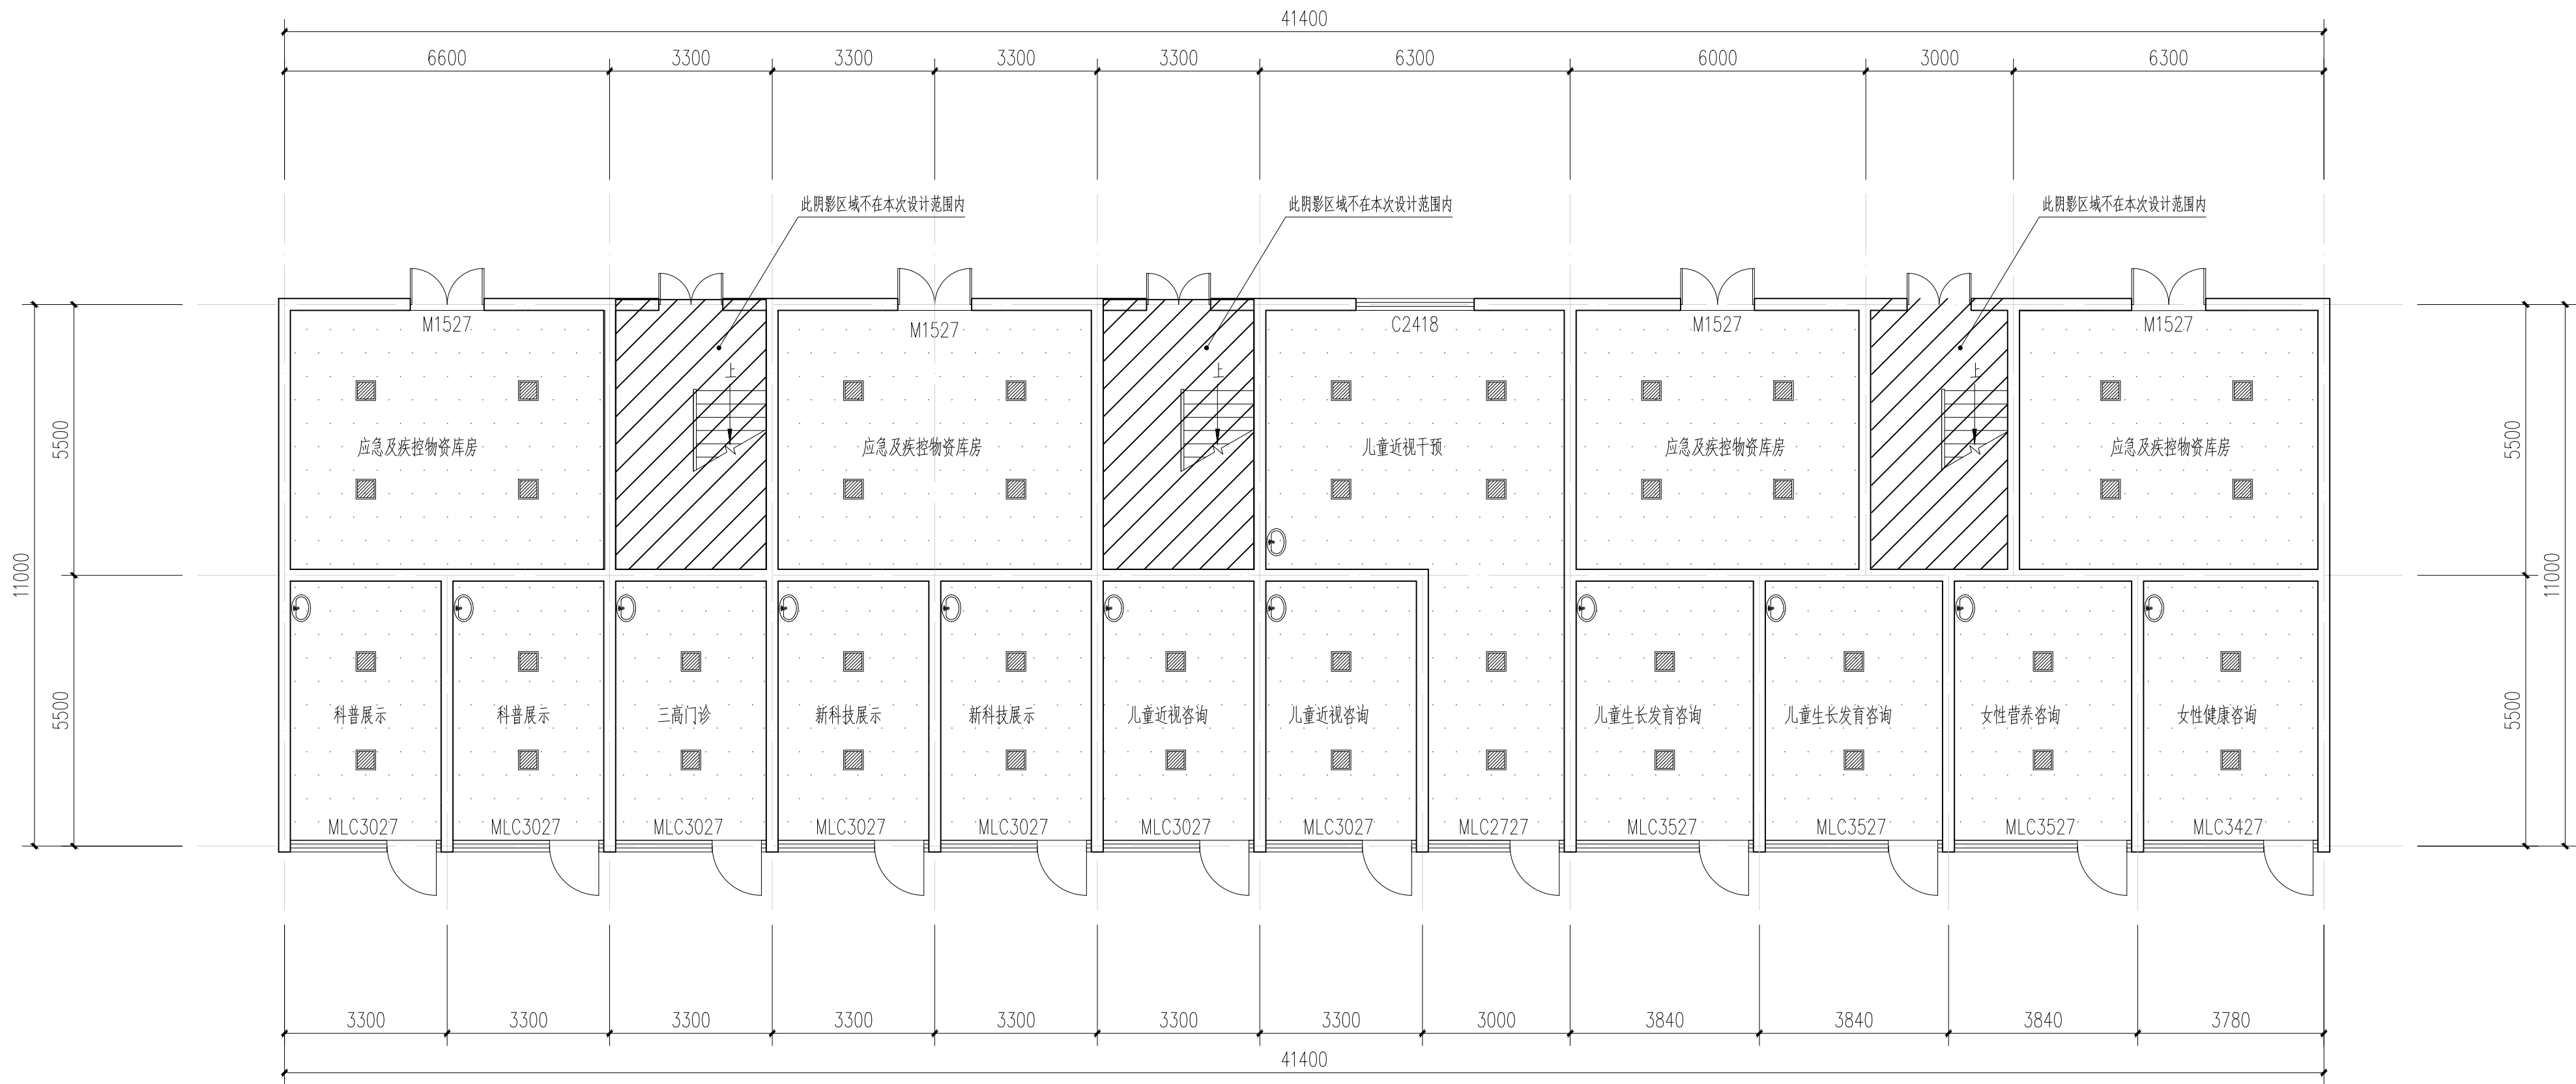 41400
6600 3300 3300 3300 3300 6300 6000 3000 6300
此阴影区域不在本次设计范围内 此阴影区域不在本次设计范围内 此阴影区域不在本次设计范围内
M1527 M1527 C2418 M1527 M1527
上 上 上
5500 5500
应急及疾控物资库房 应急及疾控物资库房 儿童近视干预 应急及疾控物资库房 应急及疾控物资库房
11000 11000
5500 5500
科普展示 科普展示 三高门诊 新科技展示 新科技展示 儿童近视咨询 儿童近视咨询 儿童生长发育咨询 儿童生长发育咨询 女性营养咨询 女性健康咨询
MLC3027 MLC3027 MLC3027 MLC3027 MLC3027 MLC3027 MLC3027 MLC2727 MLC3527 MLC3527 MLC3527 MLC3427
3300 3300 3300 3300 3300 3300 3300 3000 3840 3840 3840 3780
41400